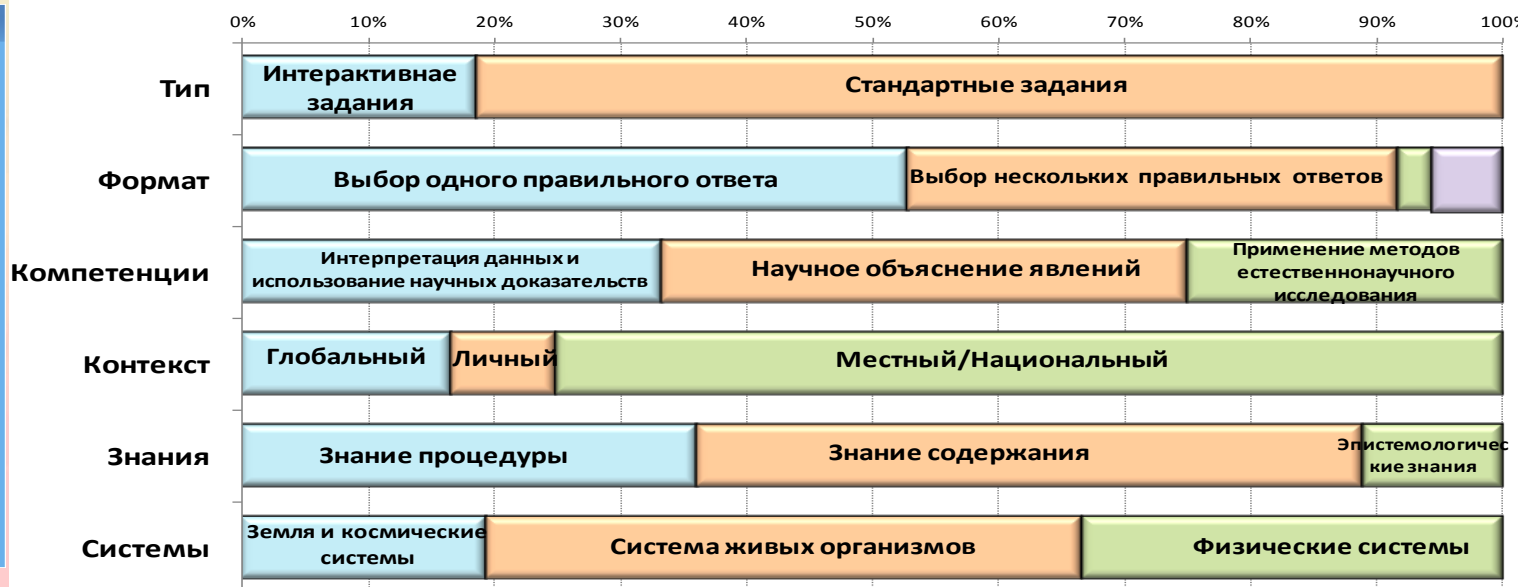 0% 10% 20% 30% 40% 50% 60% 70% 80% 90% 100%
Тип
Интерактивнае
задания
Стандартные задания
Формат
Выбор одного правильного ответа
Выбор нескольких правильных ответов
Компетенции
Интерпретация данных и
использование научных доказательств
Научное объяснение явлений
Применение методов
естественнонаучного
исследования
Контекст
Глобальный
Личный
Местный/Национальный
Знания
Знание процедуры
Знание содержания
Эпистемологичес
кие знания
Системы
Земля и космические
системы
Система живых организмов
Физические системы